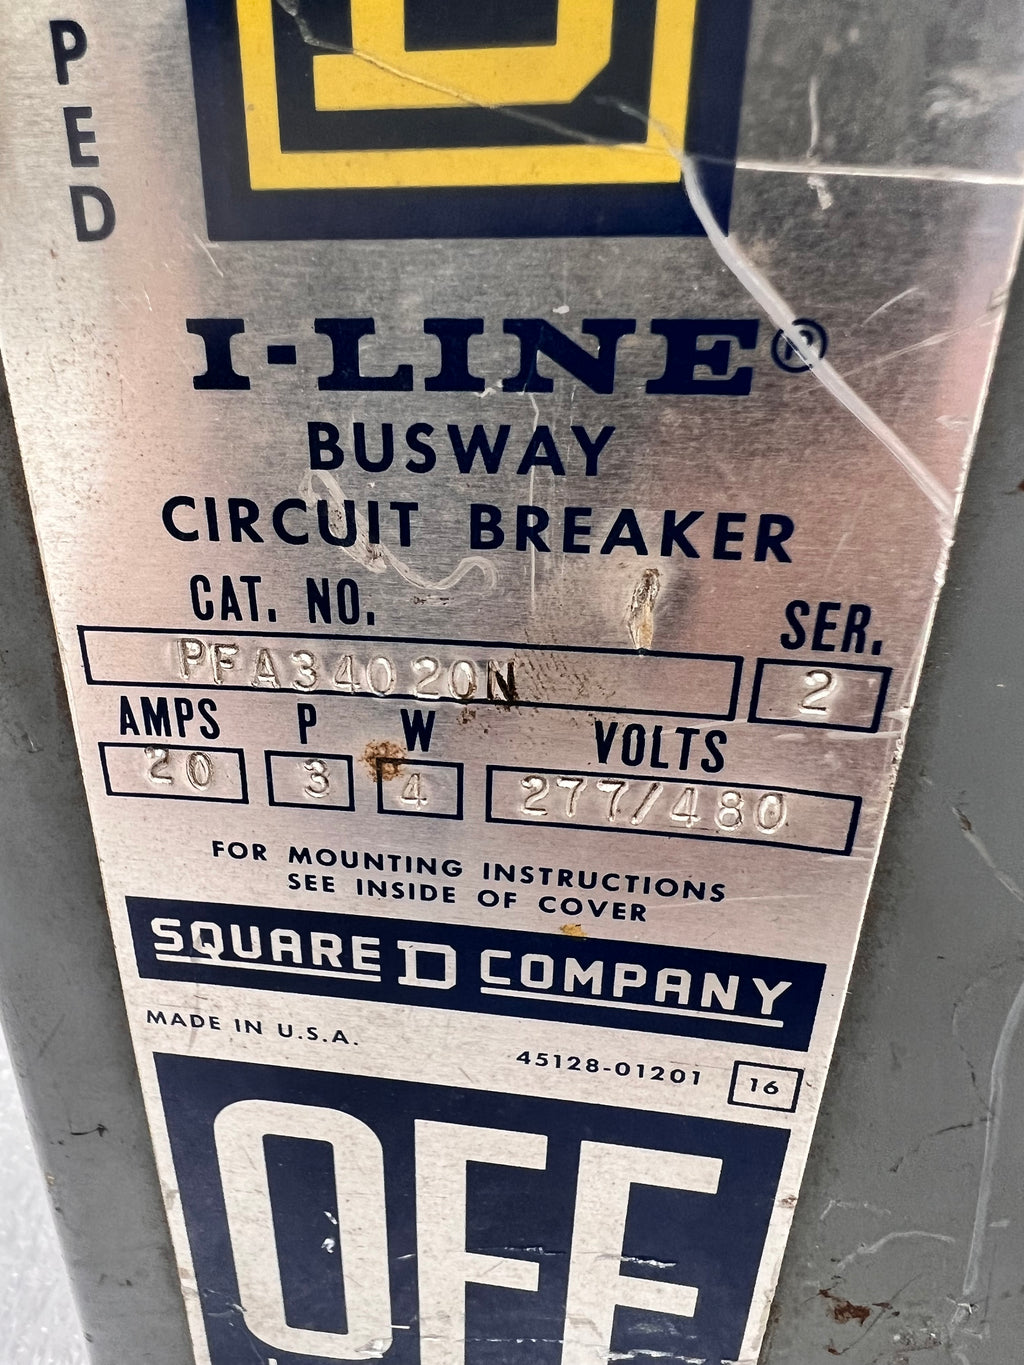 P
E
D
D
I-LINE®
BUSWAY
CIRCUIT BREAKER
CAT. NO. SER.
PFA34020N 2
AMPS P W VOLTS
20 3 4 277/480
FOR MOUNTING INSTRUCTIONS
SEE INSIDE OF COVER
SQUARE D COMPANY
MADE IN U.S.A. 45128-01201 16
OFF